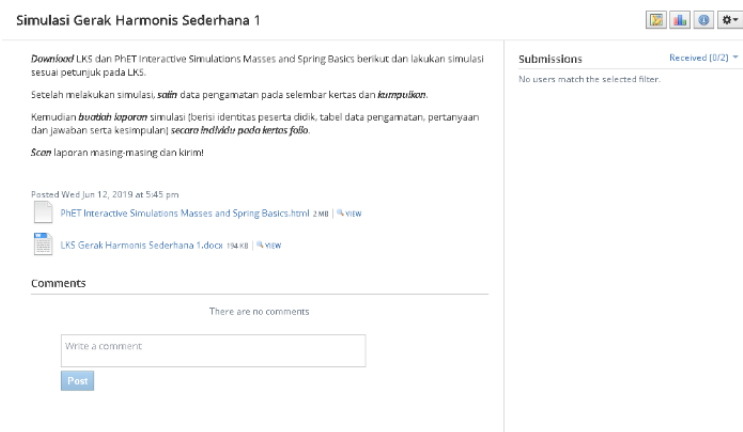 Simulasi Gerak Harmonis Sederhana 1
Download LKS dan PhET Interactive Simulations Masses and Spring Basics berikut dan lakukan simulasi
sesuai petunjuk pada LKS.
Setelah melakukan simulasi, salin data pengamatan pada selembar kertas dan kumpulkan.
Kemudian buatlah laporan simulasi (berisi identitas peserta didik, tabel data pengamatan, pertanyaan
dan jawaban serta kesimpulan) secara individu pada kertas folio.
Scan laporan masing-masing dan kirim!
Posted Wed Jun 12, 2019 at 5:45 pm
PhET Interactive Simulations Masses and Spring Basics.html 2 MB | VIEW
LKS Gerak Harmonis Sederhana 1.docx 194 KB | VIEW
Comments
There are no comments
Write a comment
Post
Submissions
Received (0/2)
No users match the selected filter.